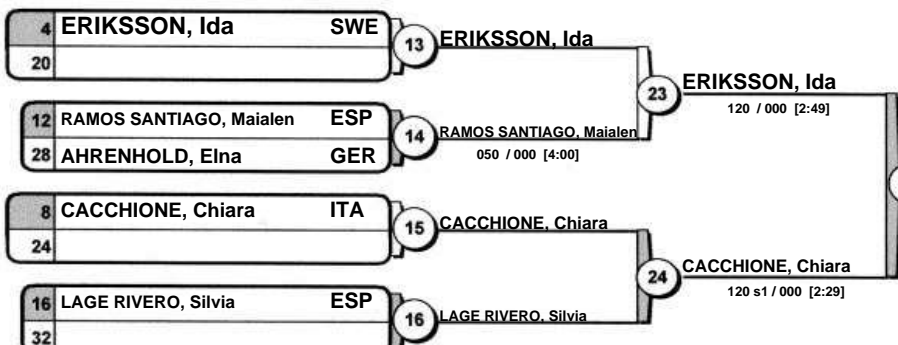 4 ERIKSSON, Ida SWE
20
13 ERIKSSON, Ida
12 RAMOS SANTIAGO, Maialen ESP
28 AHRENHOLD, Elna GER
14 RAMOS SANTIAGO, Maialen
050 / 000 [4:00]
23 ERIKSSON, Ida
120 / 000 [2:49]
8 CACCHIONE, Chiara ITA
24
15 CACCHIONE, Chiara
16 LAGE RIVERO, Silvia ESP
32
16 LAGE RIVERO, Silvia
24 CACCHIONE, Chiara
120 s1 / 000 [2:29]